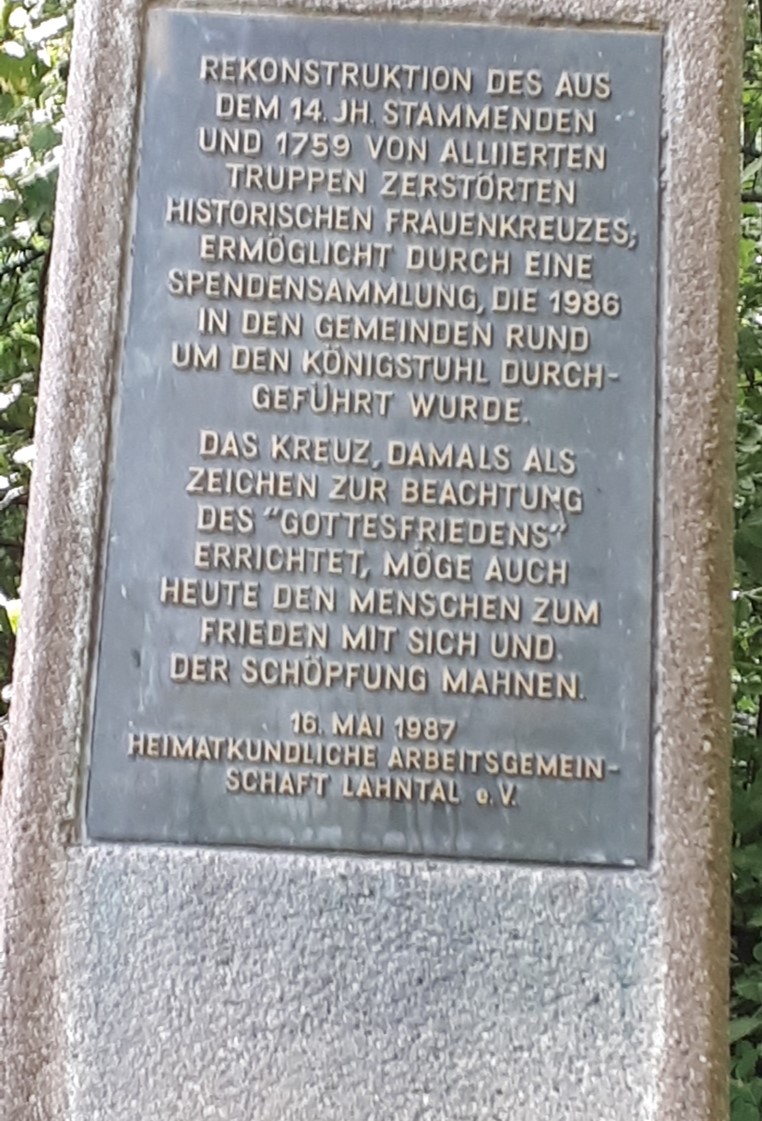 REKONSTRUKTION DES AUS
DEM 14. JH. STAMMENDEN
UND 1759 VON ALLIIERTEN
TRUPPEN ZERSTÖRTEN
HISTORISCHEN FRAUENKREUZES;
ERMÖGLICHT DURCH EINE
SPENDENSAMMLUNG, DIE 1986
IN DEN GEMEINDEN RUND
UM DEN KÖNIGSTUHL DURCH-
GEFÜHRT WURDE.
DAS KREUZ, DAMALS ALS
ZEICHEN ZUR BEACHTUNG
DES "GOTTESFRIEDENS"
ERRICHTET, MÖGE AUCH
HEUTE DEN MENSCHEN ZUM
FRIEDEN MIT SICH UND.
DER SCHÖPFUNG MAHNEN.
16. MAI 1987
HEIMATKUNDLICHE ARBEITSGEMEIN-
SCHAFT LAHNTAL e.V.